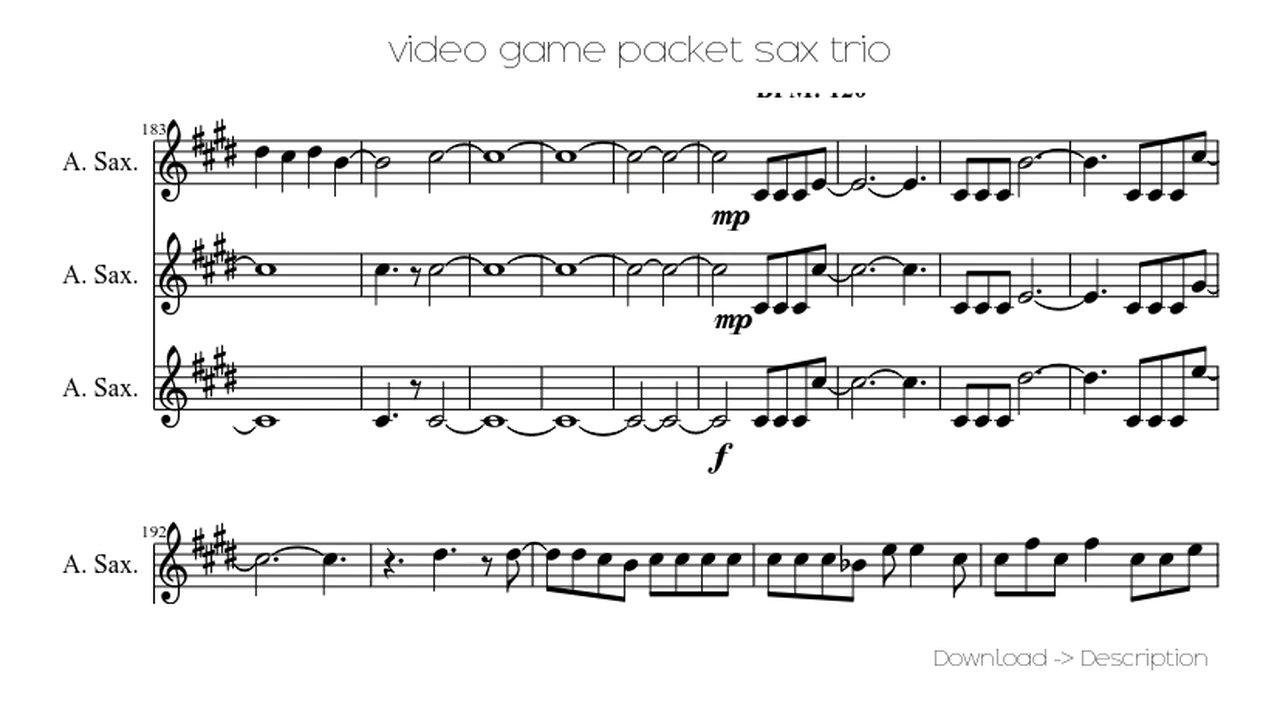 video game packet sax trio
183
A. Sax.
mp
A. Sax.
mp
A. Sax.
f
192
A. Sax.
Download -> Description